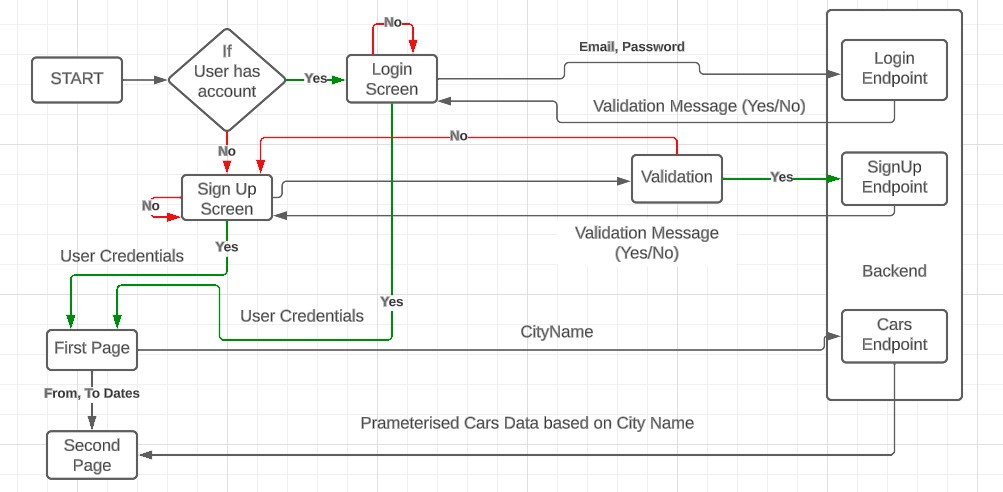 No
Email, Password
If
User has
account
START
Yes
Login
Screen
Login
Endpoint
Validation Message (Yes/No)
No
No
Sign Up
Screen
No
Validation
Yes
SignUp
Endpoint
Yes
Validation Message
(Yes/No)
User Credentials
Backend
Yes
User Credentials
CityName
Cars
Endpoint
First Page
From, To Dates
Prameterised Cars Data based on City Name
Second
Page